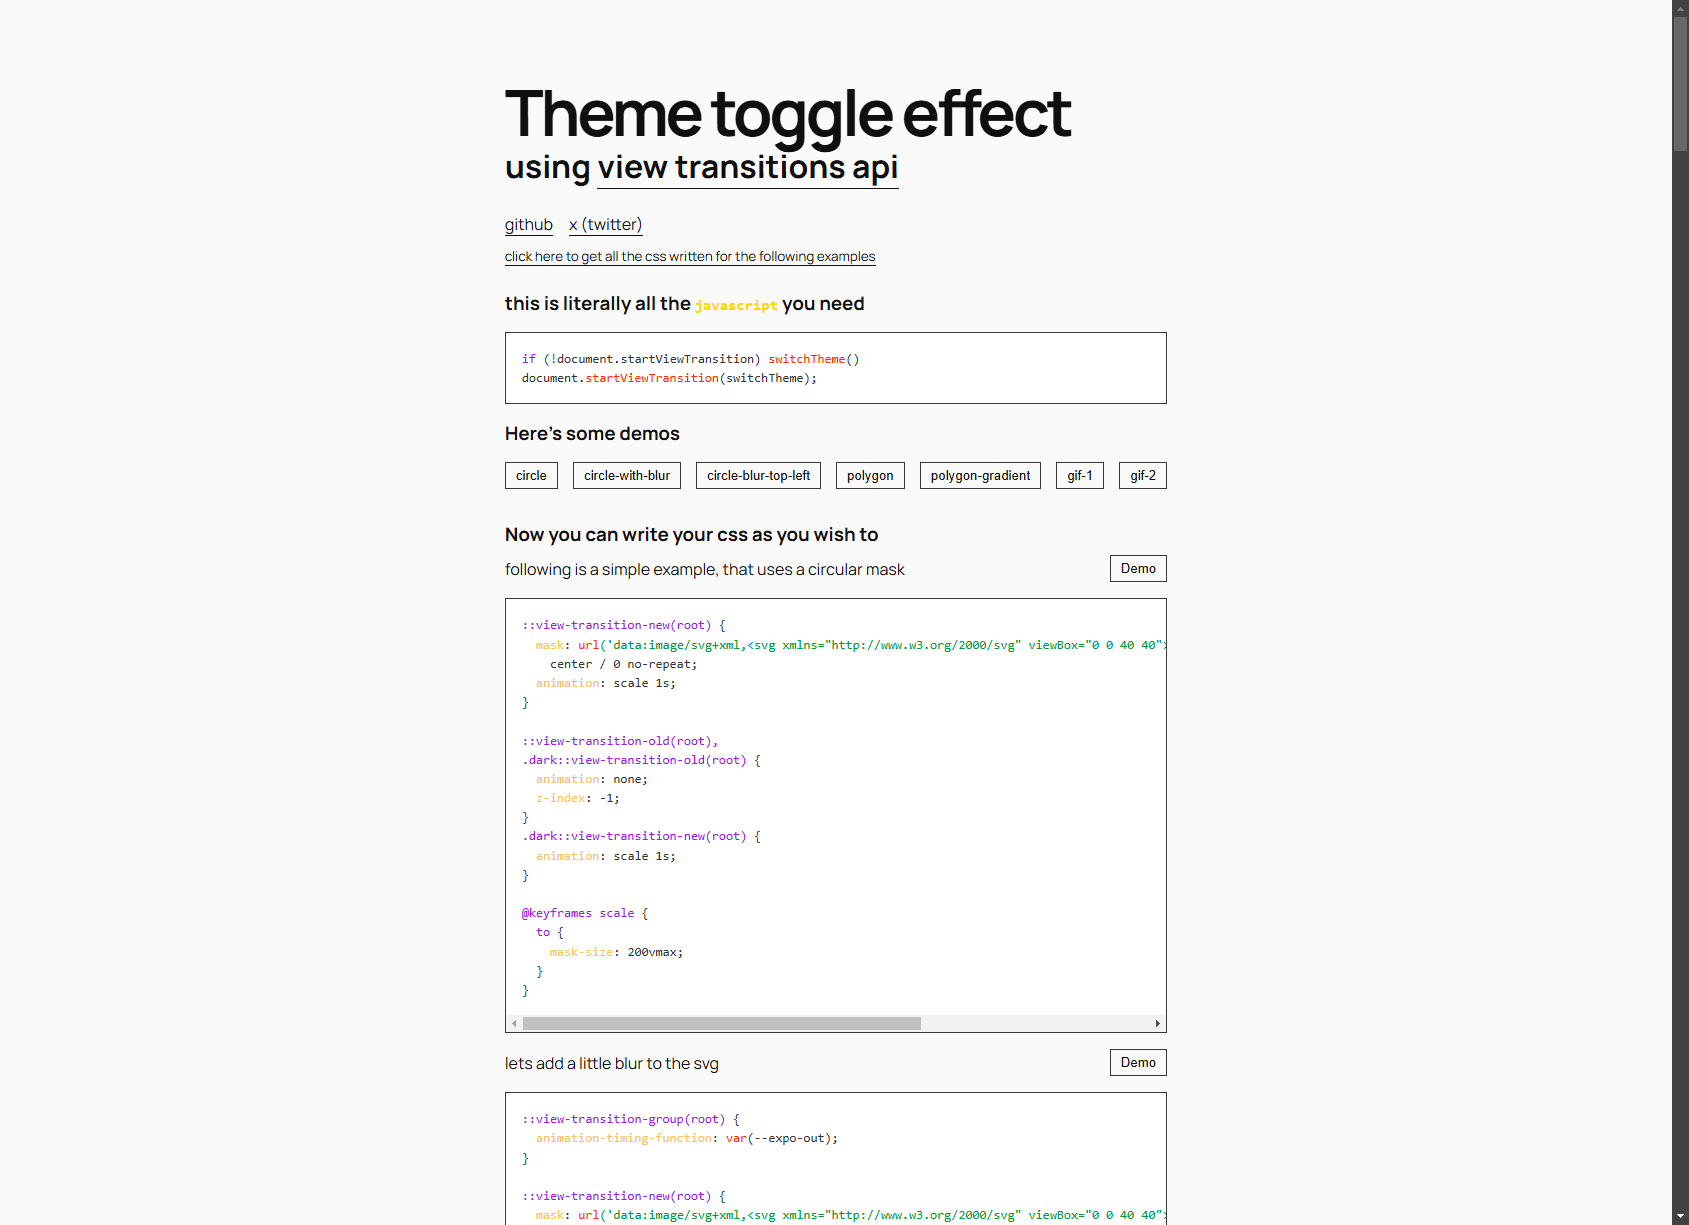 Theme toggle effect
using view transitions api
github x (twitter)
click here to get all the css written for the following examples
this is literally all the javascript you need
if (!document.startViewTransition) switchTheme()
document.startViewTransition(switchTheme);
Here's some demos
circle circle-with-blur circle-blur-top-left polygon polygon-gradient gif-1 gif-2
Now you can write your css as you wish to
following is a simple example, that uses a circular mask Demo
::view-transition-new(root) {
  mask: url('data:image/svg+xml,<svg xmlns="http://www.w3.org/2000/svg" viewBox="0 0 40 40">
    center / 0 no-repeat;
  animation: scale 1s;
}
::view-transition-old(root),
.dark::view-transition-old(root) {
  animation: none;
  z-index: -1;
}
.dark::view-transition-new(root) {
  animation: scale 1s;
}
@keyframes scale {
  to {
    mask-size: 200vmax;
  }
}
lets add a little blur to the svg Demo
::view-transition-group(root) {
  animation-timing-function: var(--expo-out);
}
::view-transition-new(root) {
  mask: url('data:image/svg+xml,<svg xmlns="http://www.w3.org/2000/svg" viewBox="0 0 40 40">